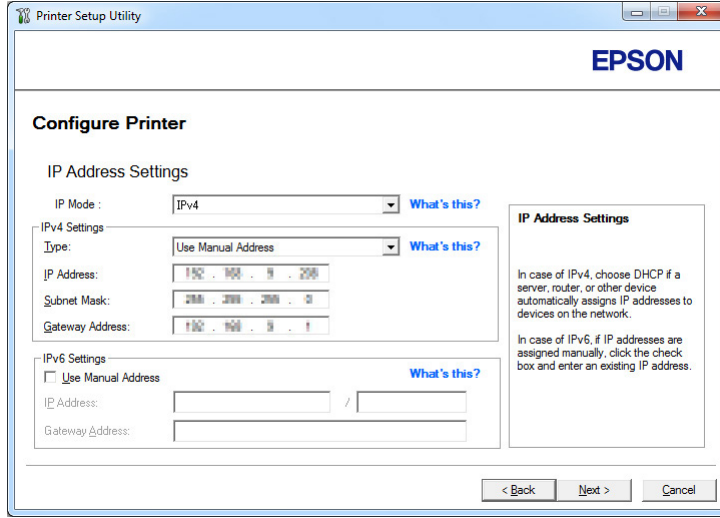 Printer Setup Utility
EPSON
Configure Printer
IP Address Settings
IP Mode :
IPv4
What's this?
IPv4 Settings
Type:
Use Manual Address
What's this?
IP Address:
Subnet Mask:
Gateway Address:
IPv6 Settings
Use Manual Address
What's this?
IP Address:
/
Gateway Address:
IP Address Settings
In case of IPv4, choose DHCP if a
server, router, or other device
automatically assigns IP addresses to
devices on the network.
In case of IPv6, if IP addresses are
assigned manually, click the check
box and enter an existing IP address.
< Back
Next >
Cancel